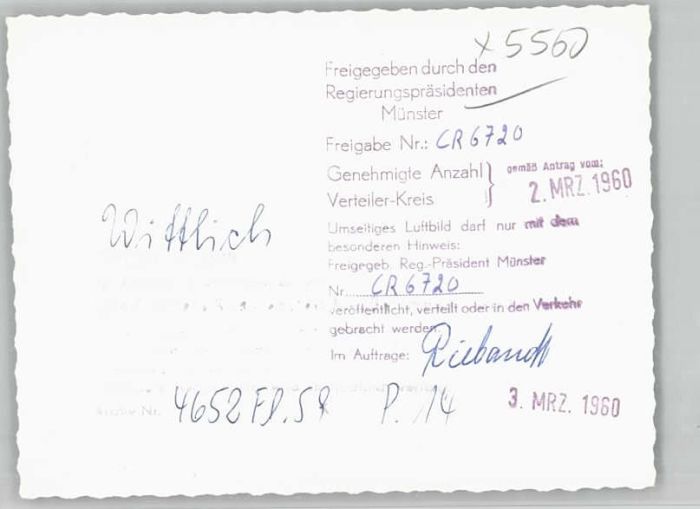 x 5560
Freigegeben durch den
Regierungspräsidenten
Münster
Freigabe Nr.: CR 6720
Genehmigte Anzahl } gemäß Antrag vom:
Verteiler-Kreis 2. MRZ. 1960
Umseitiges Luftbild darf nur mit dem
besonderen Hinweis:
Freigegeb. Reg.-Präsident Münster
Wittlich
Nr. CR 6720
veröffentlicht, verteilt oder in den Verkehr
gebracht werden
Im Auftrage:
Archiv Nr. 4652 P. 14 3. MRZ. 1960